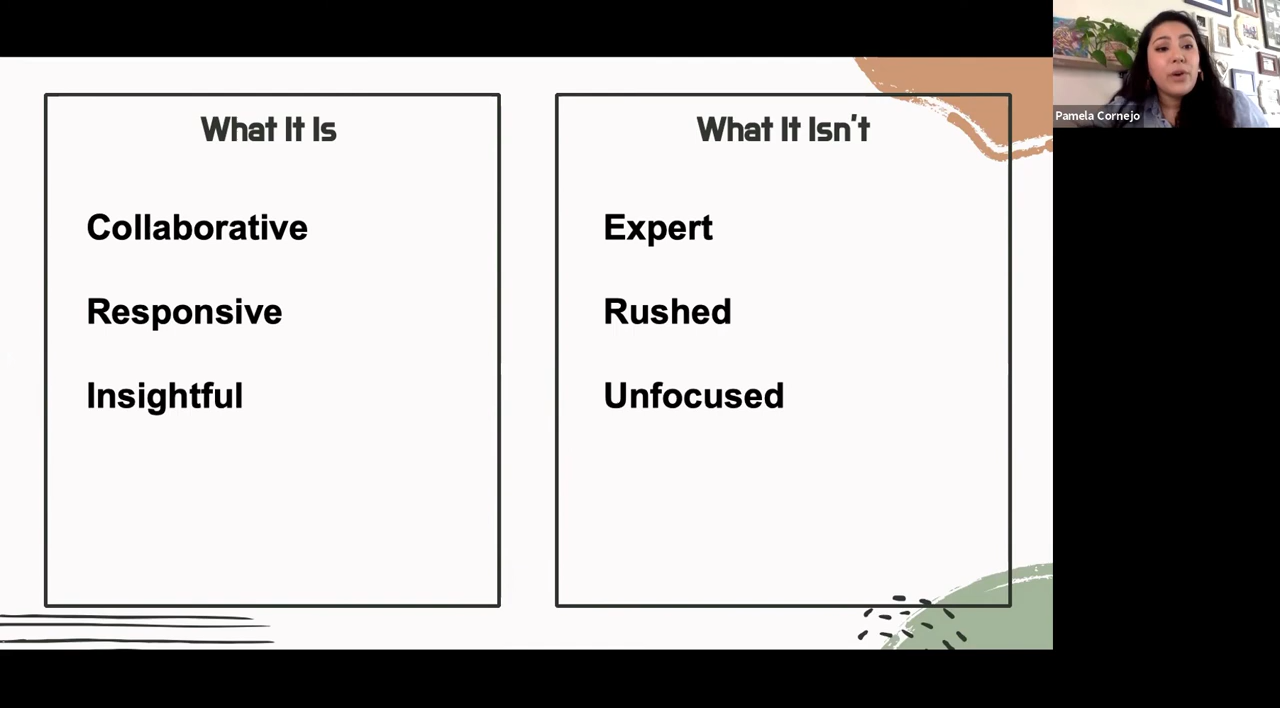 What It Is
Collaborative
Responsive
Insightful
What It Isn't
Expert
Rushed
Unfocused
Pamela Cornejo